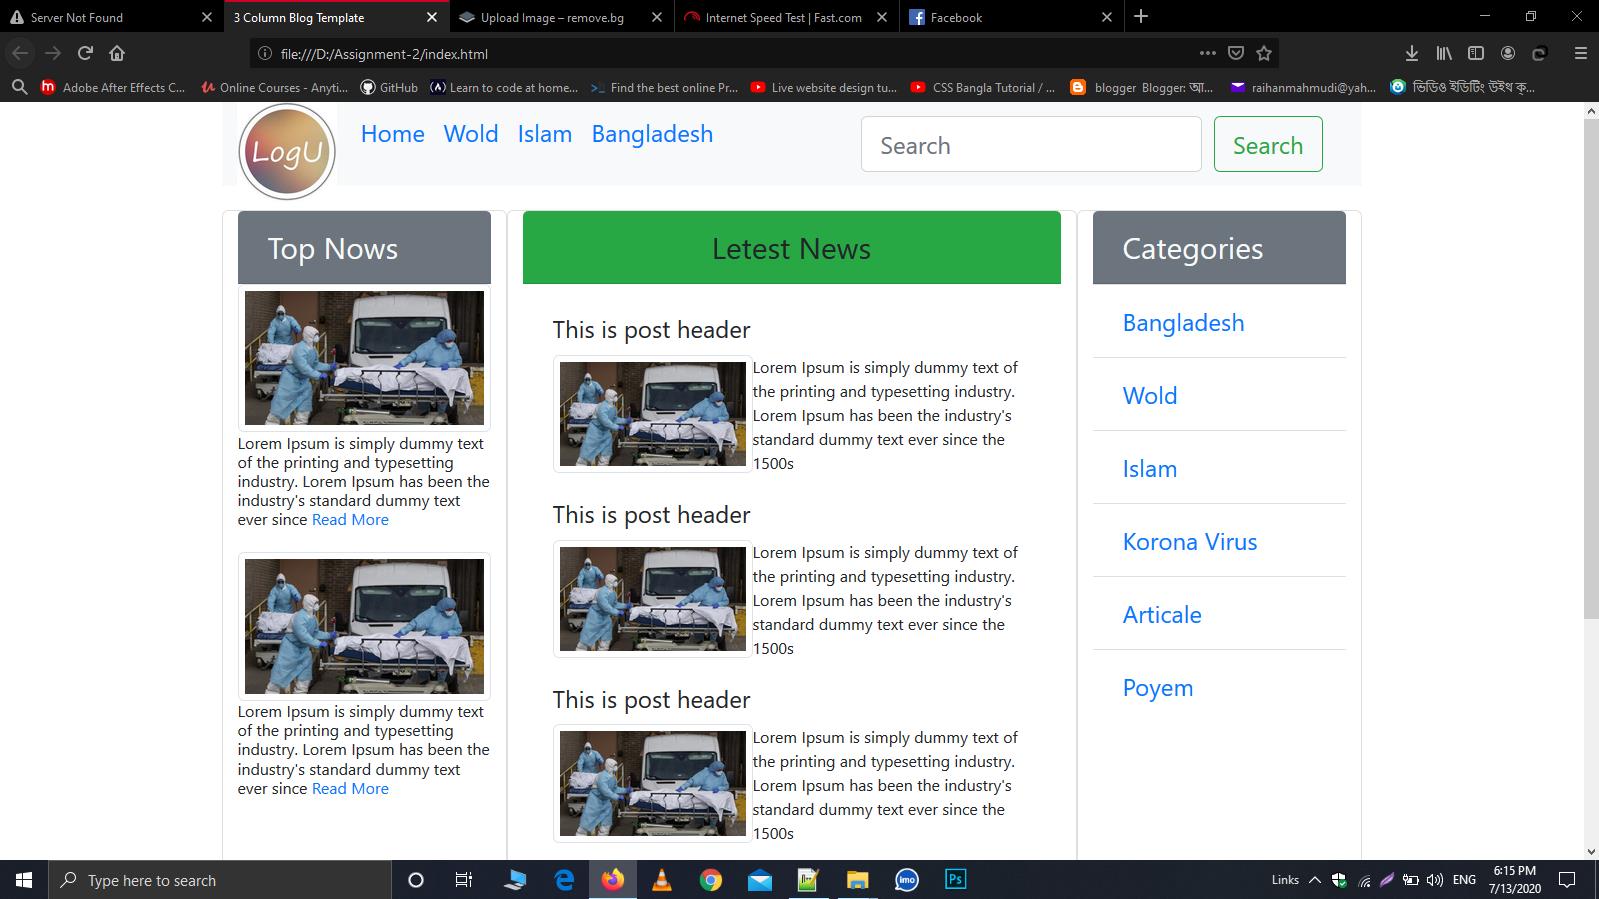 Server Not Found
3 Column Blog Template
Upload Image – remove.bg
Internet Speed Test | Fast.com
Facebook
file:///D:/Assignment-2/index.html
Adobe After Effects C...
Online Courses - Anyti...
GitHub
Learn to code at home...
Find the best online Pr...
Live website design tu...
CSS Bangla Tutorial / ...
blogger Blogger: আ...
raihanmahmudi@yah...
ভিডিও ইডিটিং উইথ ক্...
LogU
Home Wold Islam Bangladesh
Search
Search
Top Nows
Lorem Ipsum is simply dummy text
of the printing and typesetting
industry. Lorem Ipsum has been the
industry's standard dummy text
ever since Read More
Lorem Ipsum is simply dummy text
of the printing and typesetting
industry. Lorem Ipsum has been the
industry's standard dummy text
ever since Read More
Letest News
This is post header
Lorem Ipsum is simply dummy text of
the printing and typesetting industry.
Lorem Ipsum has been the industry's
standard dummy text ever since the
1500s
This is post header
Lorem Ipsum is simply dummy text of
the printing and typesetting industry.
Lorem Ipsum has been the industry's
standard dummy text ever since the
1500s
This is post header
Lorem Ipsum is simply dummy text of
the printing and typesetting industry.
Lorem Ipsum has been the industry's
standard dummy text ever since the
1500s
Categories
Bangladesh
Wold
Islam
Korona Virus
Articale
Poyem
Type here to search
imo
Ps
Links
ENG
6:15 PM
7/13/2020